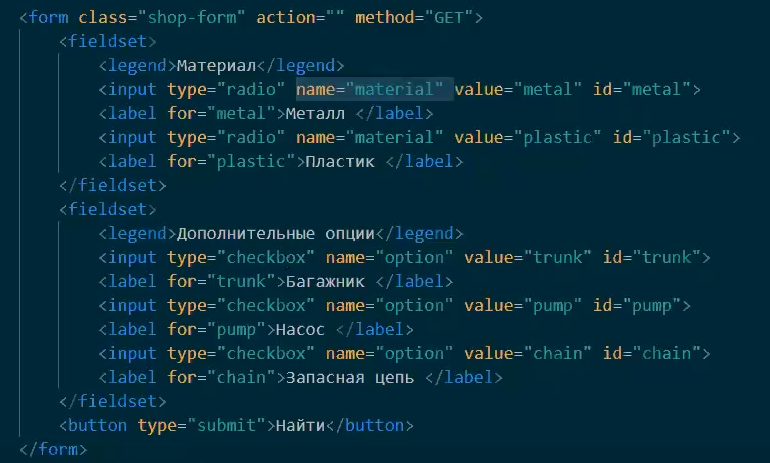 <form class="shop-form" action="" method="GET">
<fieldset>
<legend>Материал</legend>
<input type="radio" name="material" value="metal" id="metal">
<label for="metal">Металл </label>
<input type="radio" name="material" value="plastic" id="plastic">
<label for="plastic">Пластик </label>
</fieldset>
<fieldset>
<legend>Дополнительные опции</legend>
<input type="checkbox" name="option" value="trunk" id="trunk">
<label for="trunk">Багажник </label>
<input type="checkbox" name="option" value="pump" id="pump">
<label for="pump">Насос </label>
<input type="checkbox" name="option" value="chain" id="chain">
<label for="chain">Запасная цепь </label>
</fieldset>
<button type="submit">Найти</button>
</form>